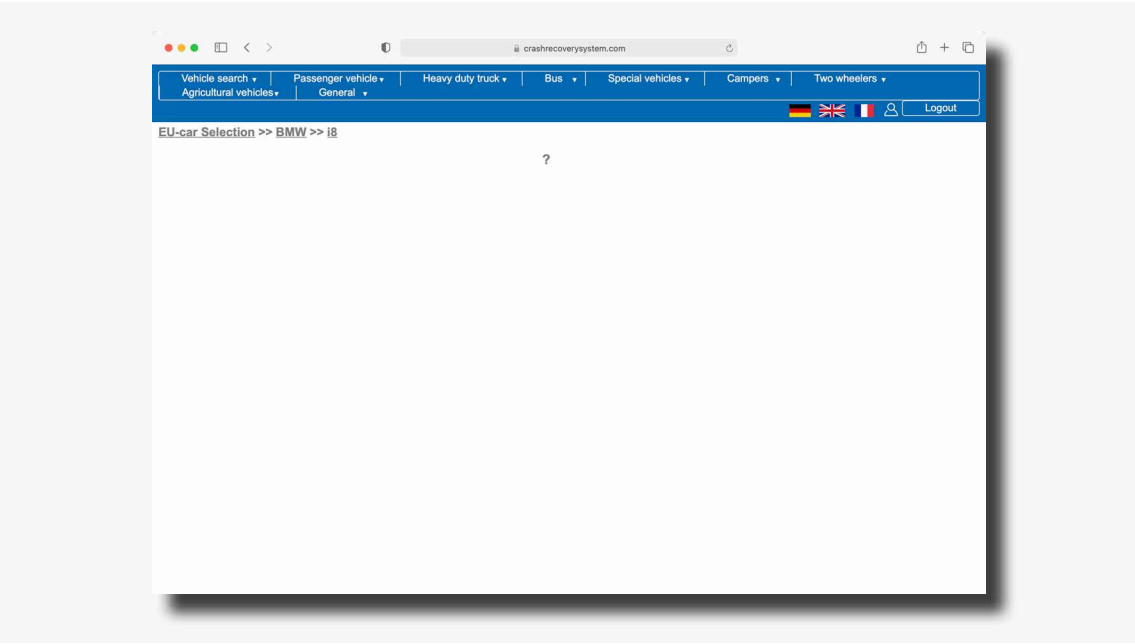 crashrecoverysystem.com
Vehicle search ▾ Passenger vehicle ▾ Heavy duty truck ▾ Bus ▾ Special vehicles ▾ Campers ▾ Two wheelers ▾
Agricultural vehicles ▾ General ▾
Logout
EU-car Selection >> BMW >> i8
?